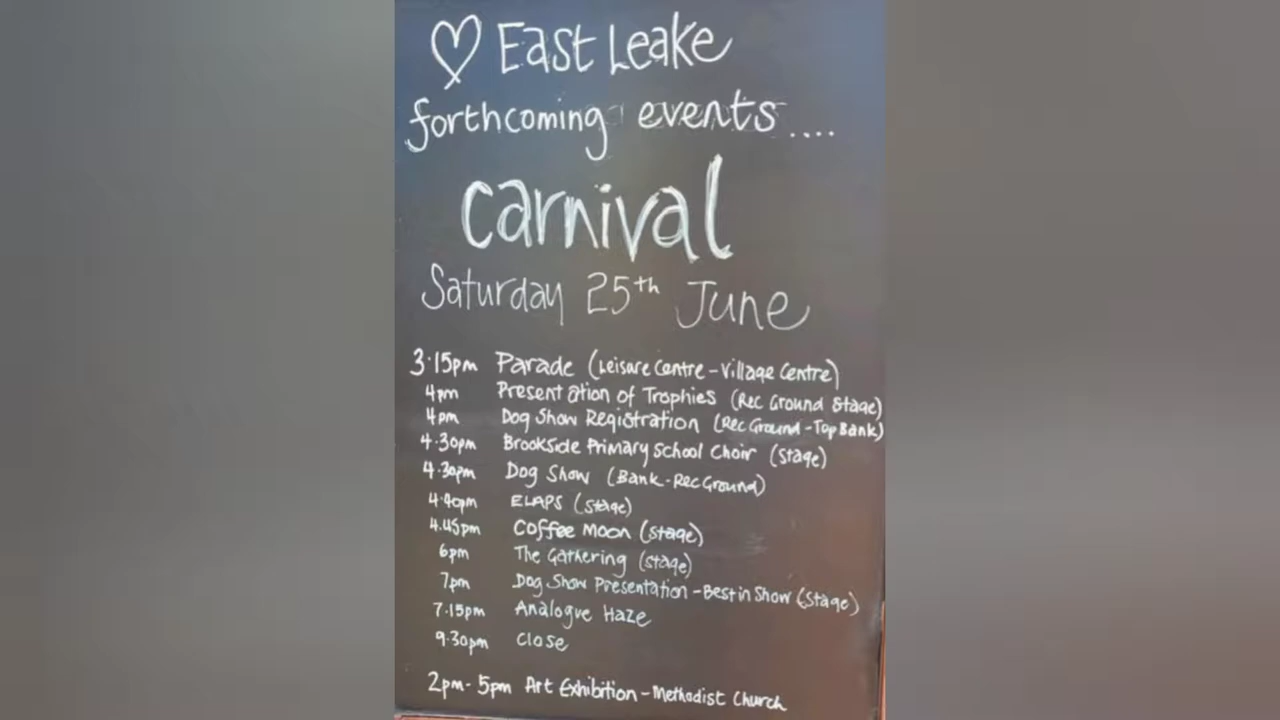 ♡ East Leake
forthcoming events....
Carnival
Saturday 25th June
3.15pm Parade (Leisure Centre - Village Centre)
4pm Presentation of Trophies (Rec Ground Stage)
4pm Dog Show Registration (Rec Ground - Top Bank)
4.30pm Brookside Primary School Choir (Stage)
4.30pm Dog Show (Bank - Rec Ground)
4.40pm ELAPS (Stage)
4.45pm Coffee Moon (stage)
6pm The Gathering (stage)
7pm Dog Show Presentation - Best in Show (Stage)
7.15pm Analogue Haze
9.30pm Close
2pm - 5pm Art Exhibition - Methodist Church